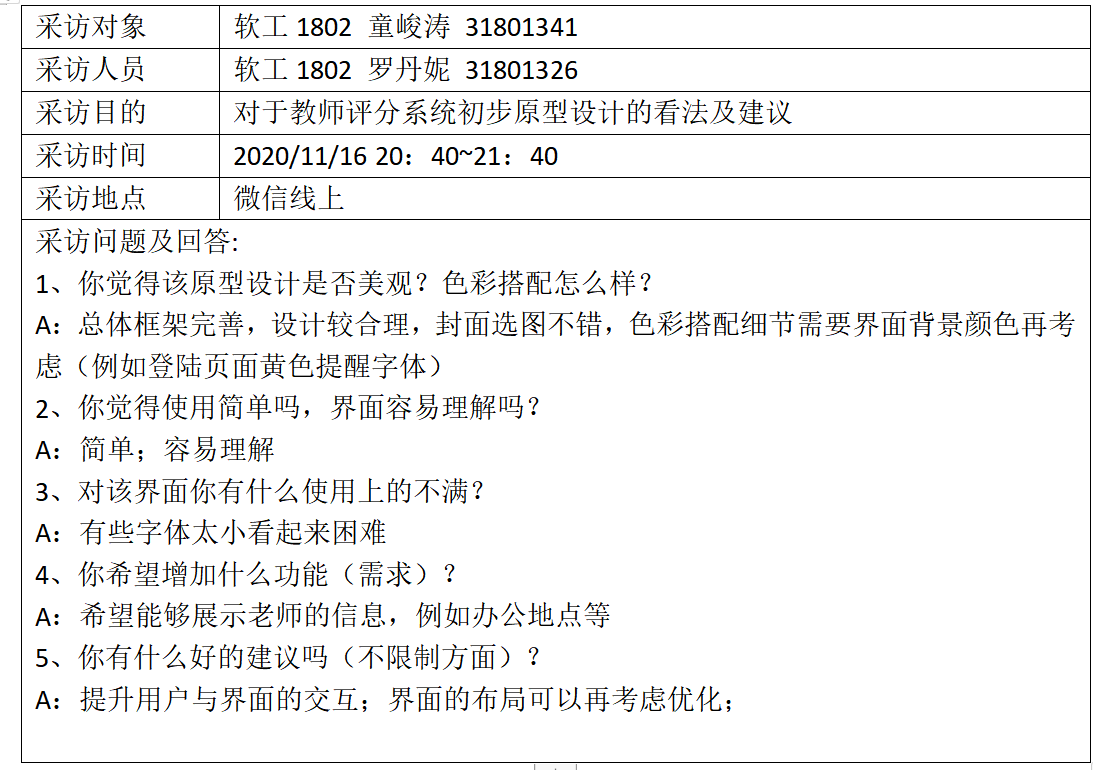 采访对象 软工 1802 童峻涛 31801341
采访人员 软工 1802 罗丹妮 31801326
采访目的 对于教师评分系统初步原型设计的看法及建议
采访时间 2020/11/16 20：40~21：40
采访地点 微信线上
采访问题及回答:
1、你觉得该原型设计是否美观？色彩搭配怎么样？
A：总体框架完善，设计较合理，封面选图不错，色彩搭配细节需要界面背景颜色再考
虑（例如登陆页面黄色提醒字体）
2、你觉得使用简单吗，界面容易理解吗？
A：简单；容易理解
3、对该界面你有什么使用上的不满？
A：有些字体太小看起来困难
4、你希望增加什么功能（需求）？
A：希望能够展示老师的信息，例如办公地点等
5、你有什么好的建议吗（不限制方面）？
A：提升用户与界面的交互；界面的布局可以再考虑优化；